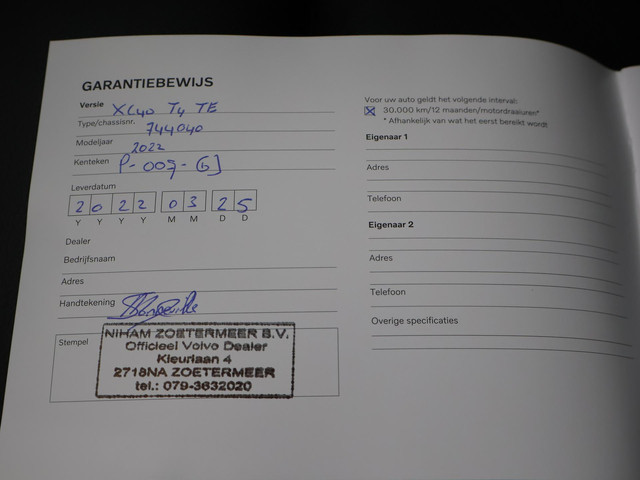 GARANTIEBEWIJS
Versie XC40 T4 TE
Type/chassisnr. 744040
Modeljaar 2022
Kenteken P-009-GJ
Leverdatum
2 0 2 2 0 3 2 5
Y Y Y Y M M D D
Dealer
Bedrijfsnaam
Adres
Handtekening
Stempel
NIHAM ZOETERMEER B.V.
Officieel Volvo Dealer
Kleurlaan 4
2718NA ZOETERMEER
tel.: 079-3632020
Voor uw auto geldt het volgende interval:
30.000 km/12 maanden/motordraaiuren*
* Afhankelijk van wat het eerst bereikt wordt
Eigenaar 1
Adres
Telefoon
Eigenaar 2
Adres
Telefoon
Overige specificaties